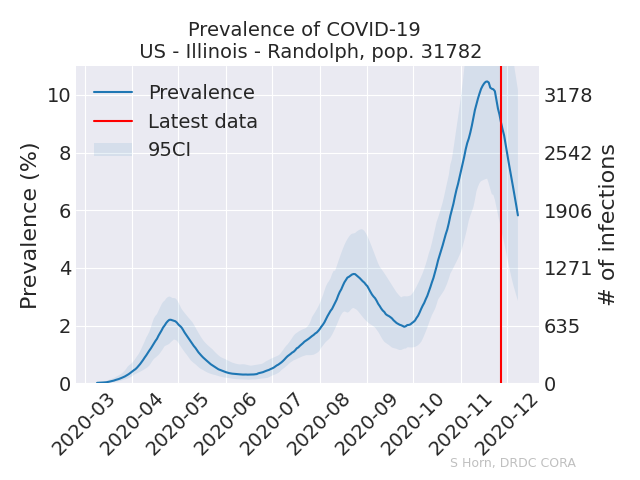 Prevalence of COVID-19
US - Illinois - Randolph, pop. 31782
Prevalence
Latest data
95CI
Prevalence (%)
10
8
6
4
2
0
3178
2542
1906
1271
635
0
# of infections
2020-03
2020-04
2020-05
2020-06
2020-07
2020-08
2020-09
2020-10
2020-11
2020-12
S Horn, DRDC CORA